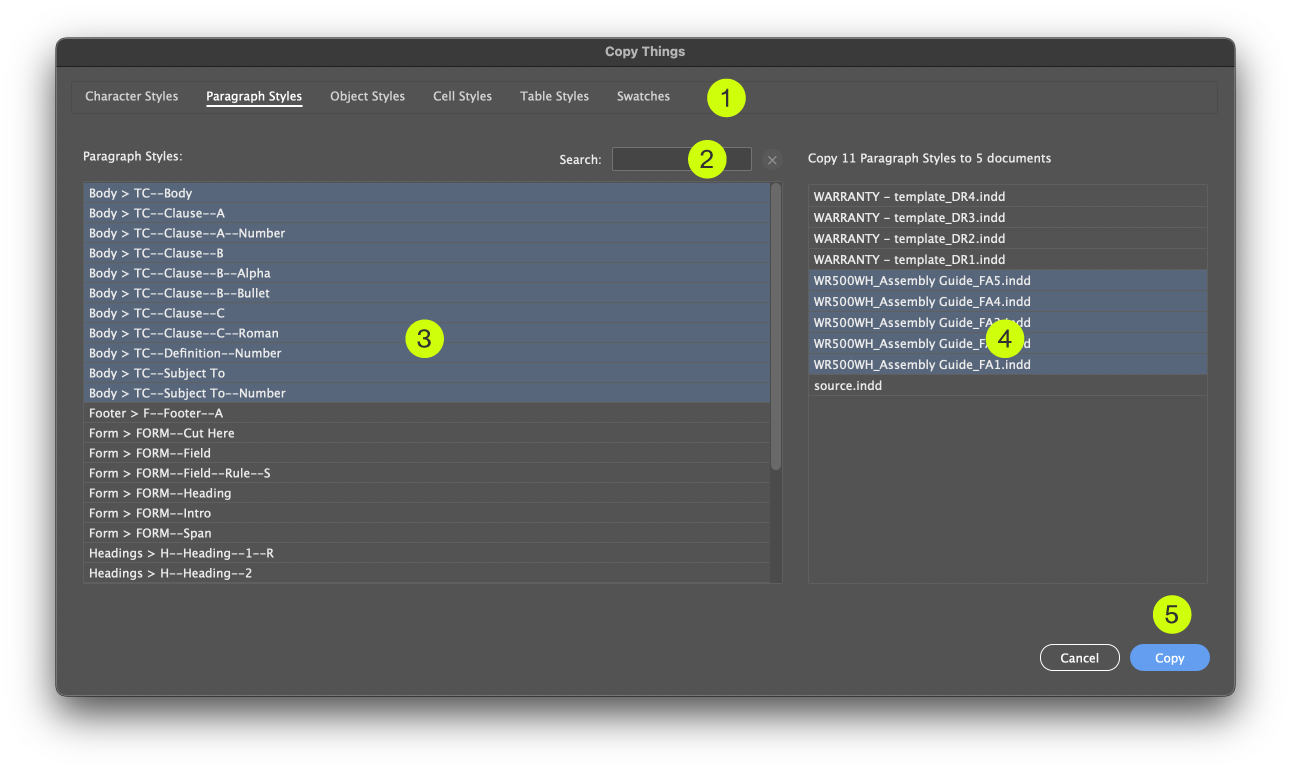 Copy Things
Character Styles Paragraph Styles Object Styles Cell Styles Table Styles Swatches 1
Paragraph Styles:
Search: 2
Body > TC--Body
Body > TC--Clause--A
Body > TC--Clause--A--Number
Body > TC--Clause--B
Body > TC--Clause--B--Alpha
Body > TC--Clause--B--Bullet
Body > TC--Clause--C
Body > TC--Clause--C--Roman
Body > TC--Definition--Number
Body > TC--Subject To
Body > TC--Subject To--Number
Footer > F--Footer--A
Form > FORM--Cut Here
Form > FORM--Field
Form > FORM--Field--Rule--S
Form > FORM--Heading
Form > FORM--Intro
Form > FORM--Span
Headings > H--Heading--1--R
Headings > H--Heading--2
3
Copy 11 Paragraph Styles to 5 documents
WARRANTY - template_DR4.indd
WARRANTY - template_DR3.indd
WARRANTY - template_DR2.indd
WARRANTY - template_DR1.indd
WR500WH_Assembly Guide_FA5.indd
WR500WH_Assembly Guide_FA4.indd
WR500WH_Assembly
WR500WH_Assembly
WR500WH_Assembly Guide_FA1.indd
source.indd
4
5
Cancel Copy